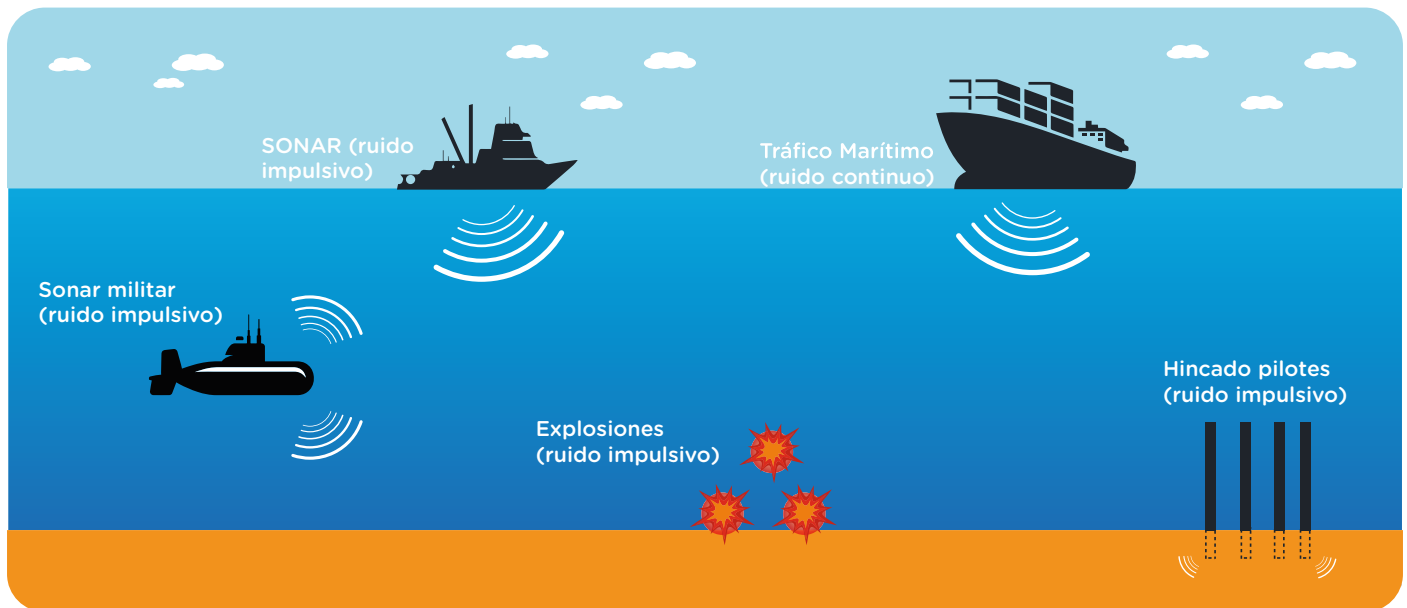 SONAR (ruido
impulsivo)
Tráfico Marítimo
(ruido continuo)
Sonar militar
(ruido impulsivo)
Hincado pilotes
(ruido impulsivo)
Explosiones
(ruido impulsivo)